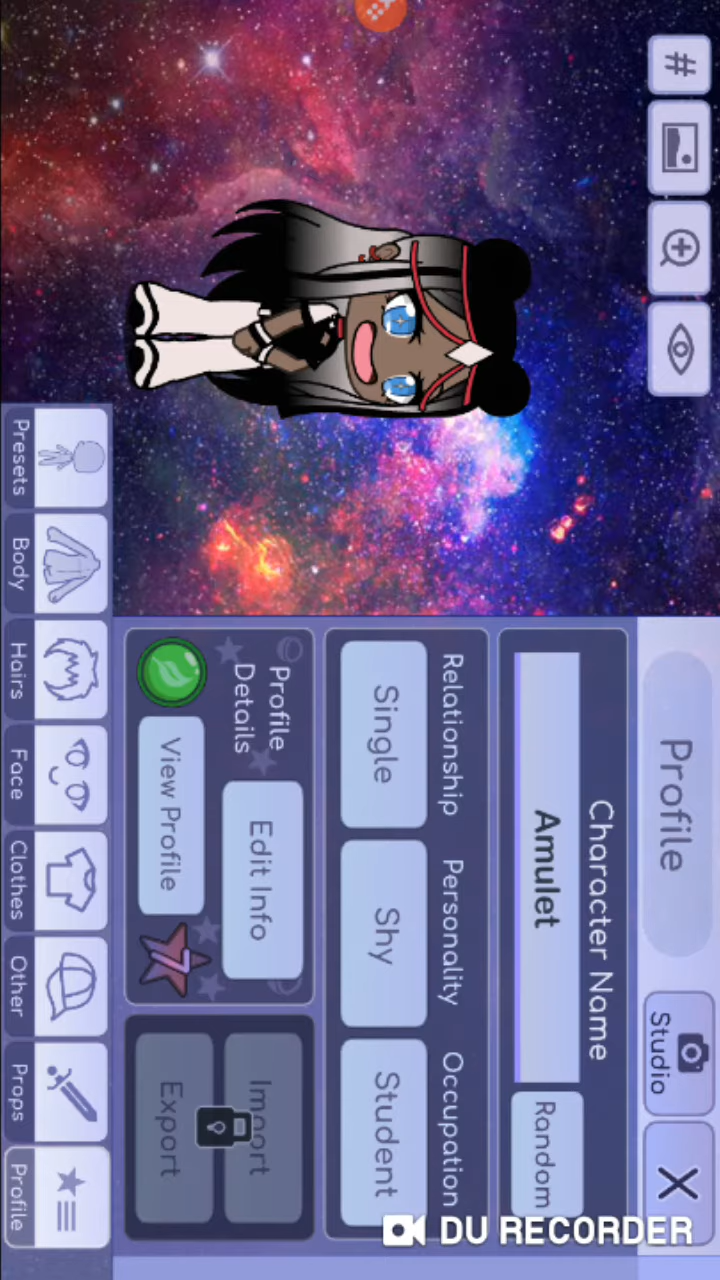 #
Profile
Studio
X
Character Name
Amulet
Random
Relationship
Personality
Occupation
Single
Shy
Student
Profile
Details
Edit Info
View Profile
Import
Export
Presets
Body
Hairs
Face
Clothes
Other
Props
Profile
DU RECORDER